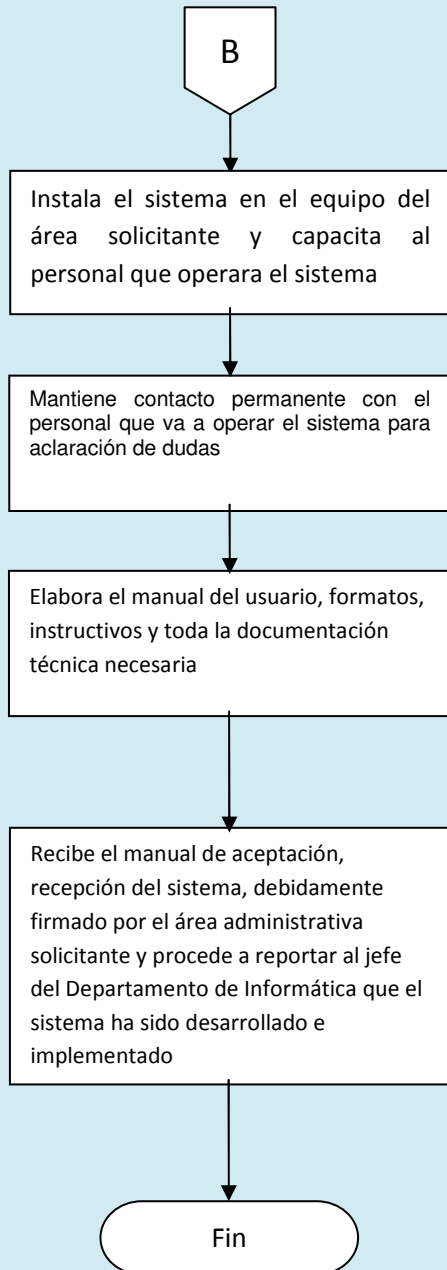 B
Instala el sistema en el equipo del
área solicitante y capacita al
personal que operara el sistema
Mantiene contacto permanente con el
personal que va a operar el sistema para
aclaración de dudas
Elabora el manual del usuario, formatos,
instructivos y toda la documentación
técnica necesaria
Recibe el manual de aceptación,
recepción del sistema, debidamente
firmado por el área administrativa
solicitante y procede a reportar al jefe
del Departamento de Informática que el
sistema ha sido desarrollado e
implementado
Fin